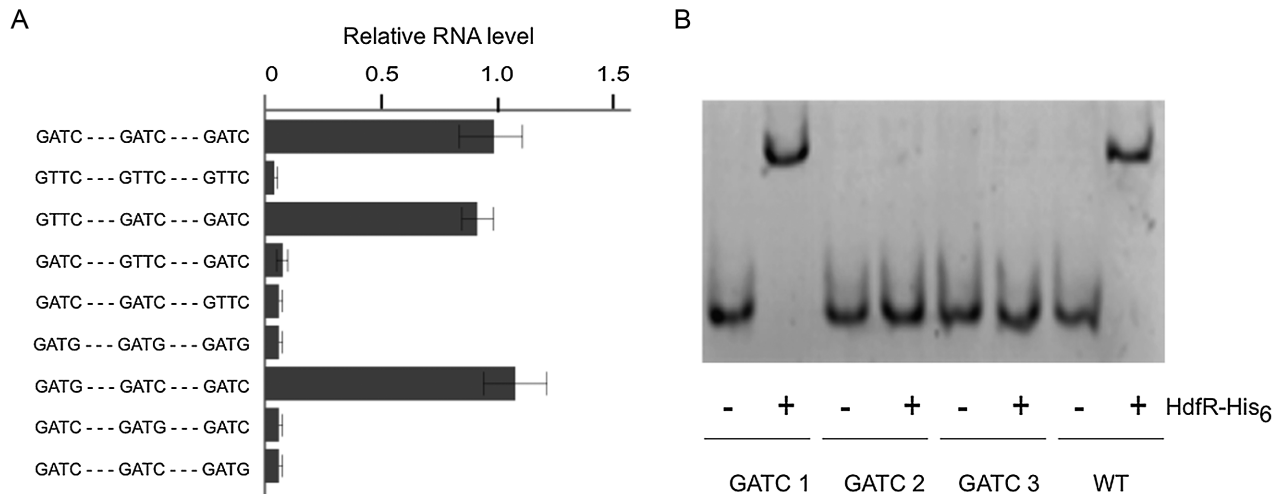 A
Relative RNA level
0 0.5 1.0 1.5
GATC - - - GATC - - - GATC
GTTC - - - GTTC - - - GTTC
GTTC - - - GATC - - - GATC
GATC - - - GTTC - - - GATC
GATC - - - GATC - - - GTTC
GATG - - - GATG - - - GATG
GATG - - - GATC - - - GATC
GATC - - - GATG - - - GATC
GATC - - - GATC - - - GATG
B
- + - + - + - + HdfR-His6
GATC 1 GATC 2 GATC 3 WT